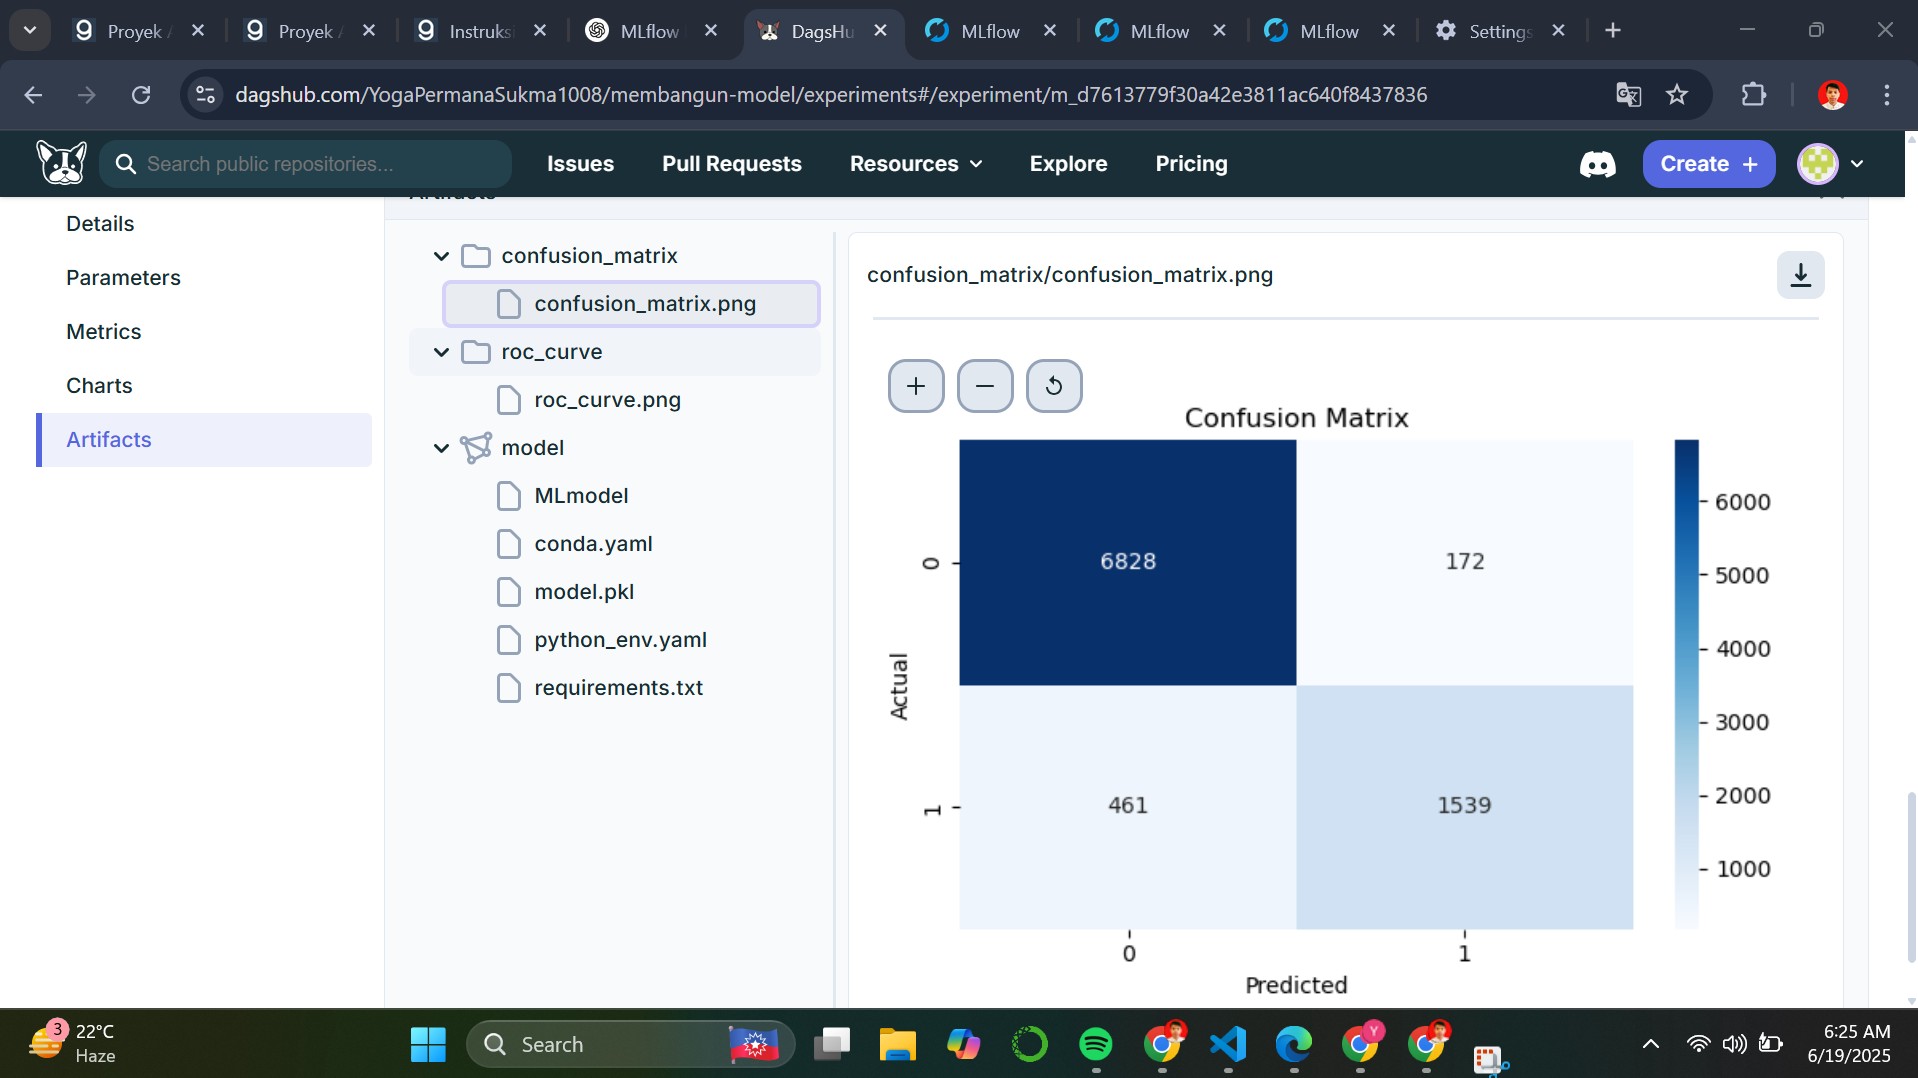 Proyek A
Proyek A
Instruksi
MLflow
DagsHu
MLflow
MLflow
MLflow
Settings
dagshub.com/YogaPermanaSukma1008/membangun-model/experiments#/experiment/m_d7613779f30a42e3811ac640f8437836
Search public repositories...
Issues
Pull Requests
Resources
Explore
Pricing
Create +
Details
Parameters
Metrics
Charts
Artifacts
Artifacts
confusion_matrix
confusion_matrix.png
roc_curve
roc_curve.png
model
MLmodel
conda.yaml
model.pkl
python_env.yaml
requirements.txt
confusion_matrix/confusion_matrix.png
Confusion Matrix
6828
172
461
1539
0
1
Actual
0
1
Predicted
6000
5000
4000
3000
2000
1000
3
22°C
Haze
Search
Y
6:25 AM
6/19/2025